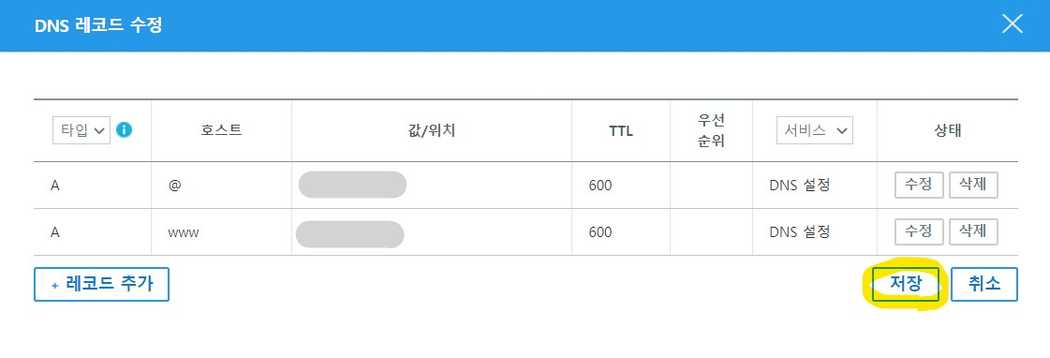 DNS 레코드 수정
타입 호스트 값/위치 TTL 우선 순위 서비스 상태
A @ 600 DNS 설정 수정 삭제
A www 600 DNS 설정 수정 삭제
+ 레코드 추가 저장 취소